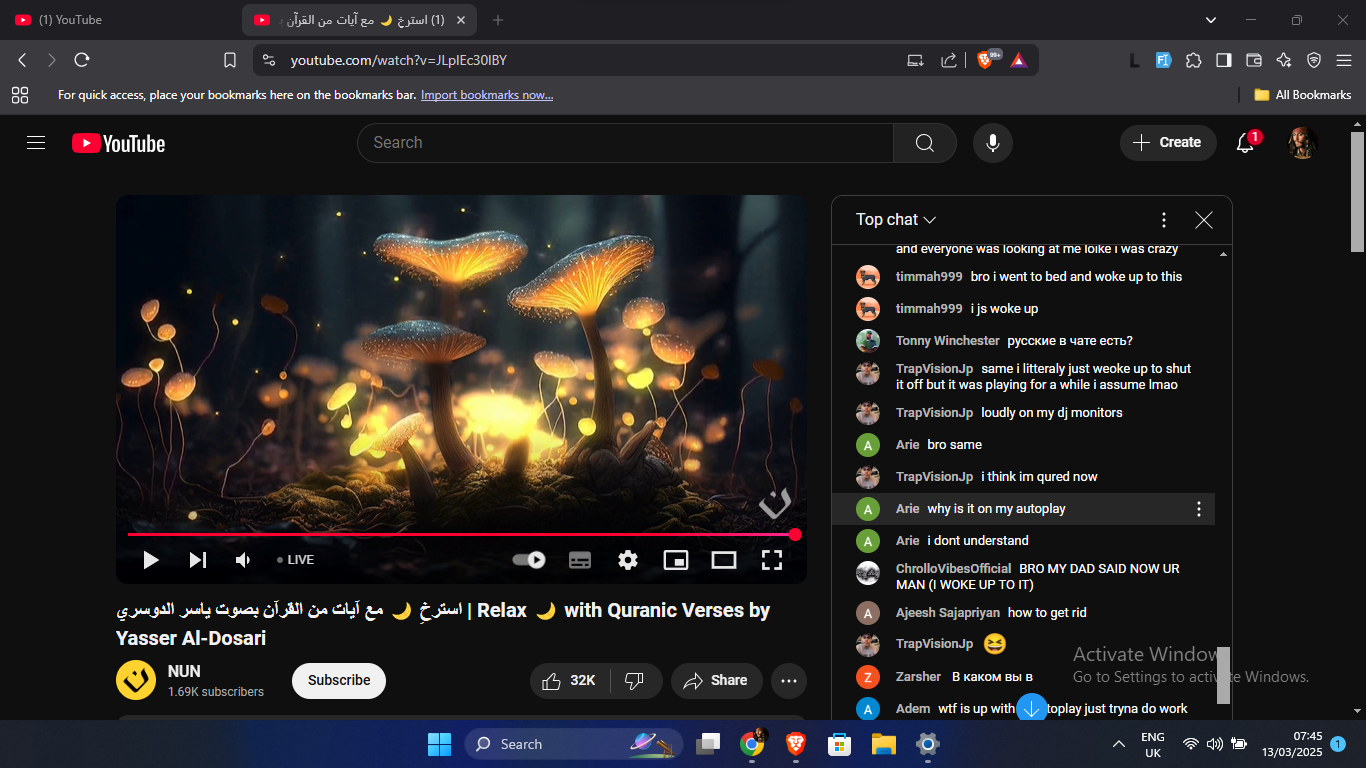 (1) YouTube
(1) استرخِ 🌙 مع آيات من القرآن
youtube.com/watch?v=JLplEc30lBY
99+
For quick access, place your bookmarks here on the bookmarks bar. Import bookmarks now...
All Bookmarks
YouTube
Search
Create
1
Top chat
and everyone was looking at me loike i was crazy
timmah999 bro i went to bed and woke up to this
timmah999 i js woke up
Tonny Winchester русские в чате есть?
TrapVisionJp same i litteraly just weoke up to shut
it off but it was playing for a while i assume lmao
TrapVisionJp loudly on my dj monitors
A Arie bro same
TrapVisionJp i think im qured now
A Arie why is it on my autoplay
A Arie i dont understand
ChrolloVibesOfficial BRO MY DAD SAID NOW UR
MAN (I WOKE UP TO IT)
A Ajeesh Sajapriyan how to get rid
TrapVisionJp 😆
Z Zarsher В каком вы в
A Adem wtf is up with toplay just tryna do work
LIVE
استرخِ 🌙 مع آيات من القرآن بصوت ياسر الدوسري | Relax 🌙 with Quranic Verses by
Yasser Al-Dosari
NUN
1.69K subscribers
Subscribe
32K
Share
Activate Window
Go to Settings to activate Windows.
Search
ENG
UK
07:45
13/03/2025
1